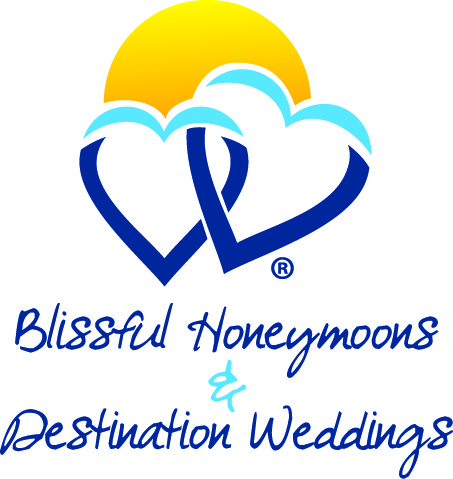 ®
Blissful Honeymoons
&
Destination Weddings